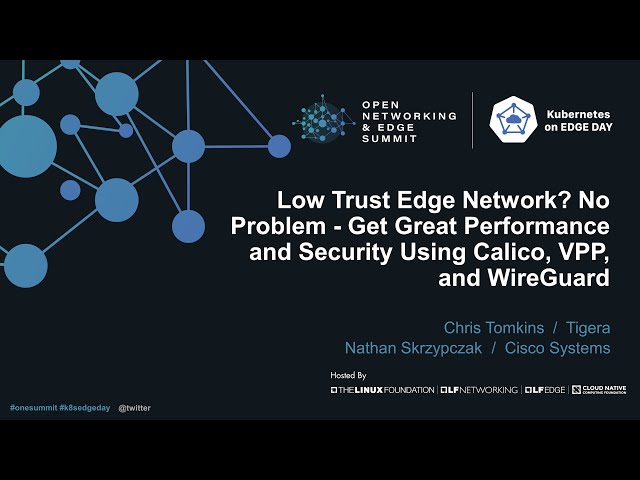 OPEN
NETWORKING
& EDGE
SUMMIT
Kubernetes
on EDGE DAY
Low Trust Edge Network? No
Problem - Get Great Performance
and Security Using Calico, VPP,
and WireGuard
Chris Tomkins / Tigera
Nathan Skrzypczak / Cisco Systems
Hosted By
THE LINUX FOUNDATION | LF NETWORKING | LF EDGE | CLOUD NATIVE
COMPUTING FOUNDATION
#onesummit #k8sedgeday @twitter